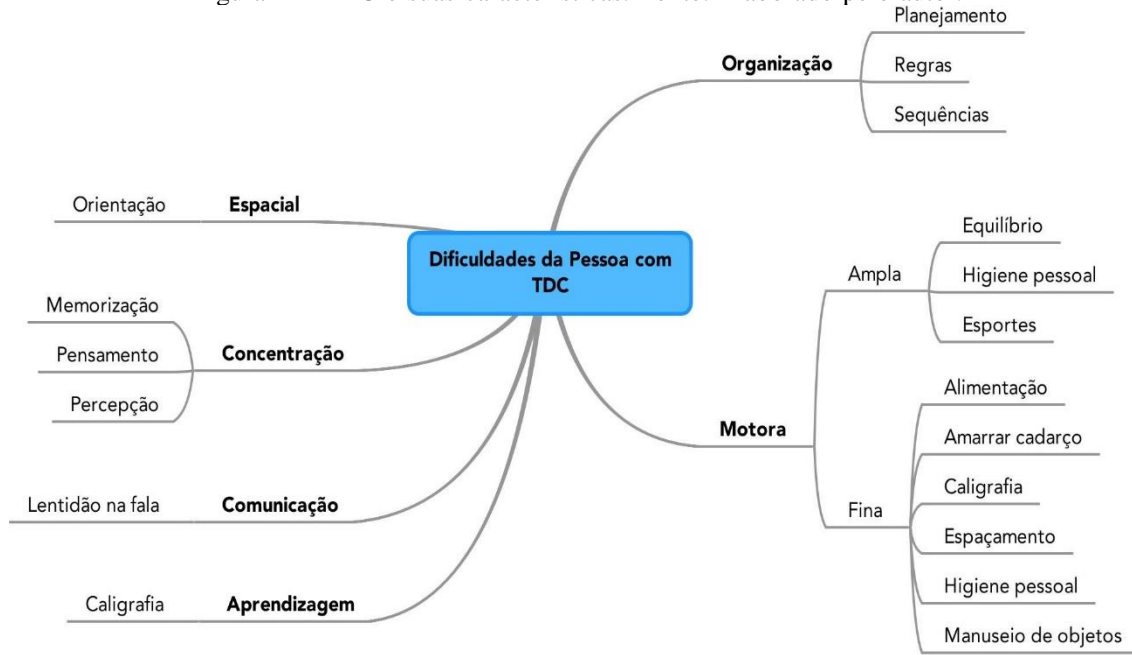 Planejamento
Organização
Regras
Sequências
Orientação
Espacial
Dificuldades da Pessoa com
TDC
Equilíbrio
Ampla
Higiene pessoal
Esportes
Memorização
Pensamento
Concentração
Percepção
Motora
Alimentação
Amarrar cadarço
Caligrafia
Fina
Espaçamento
Higiene pessoal
Manuseio de objetos
Lentidão na fala
Comunicação
Caligrafia
Aprendizagem